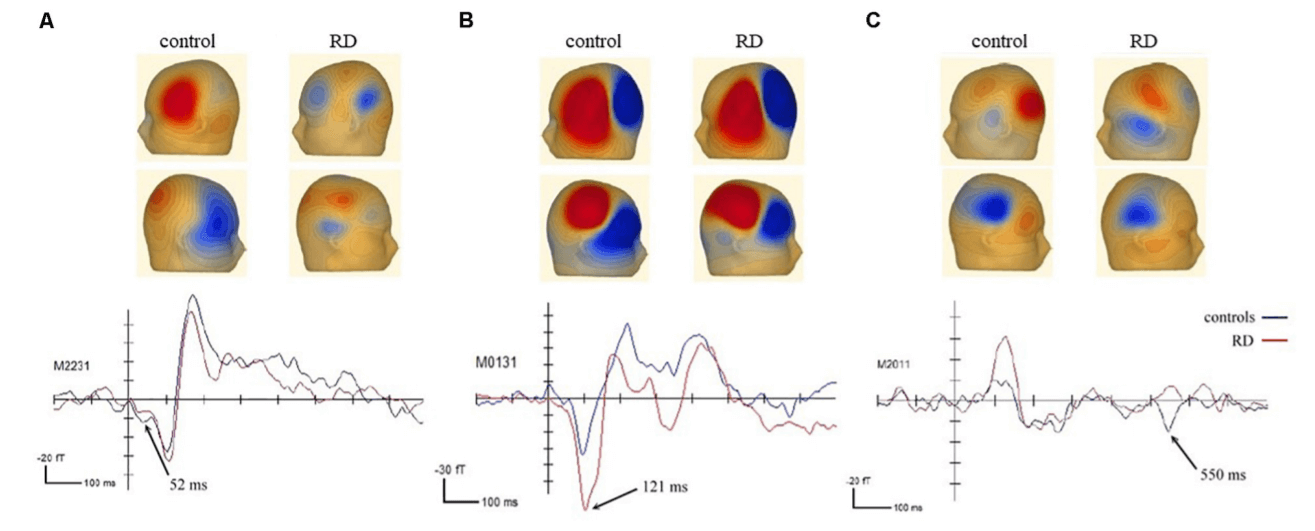 A
control RD
M2231
52 ms
-20 fT
100 ms
B
control RD
M0131
121 ms
-30 fT
100 ms
C
control RD
controls
RD
M2011
550 ms
-20 fT
100 ms